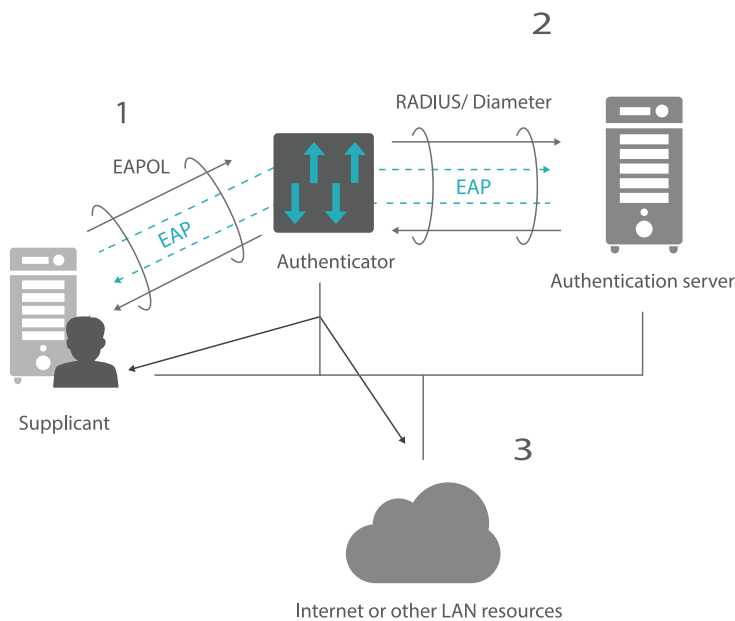 2
1
RADIUS/ Diameter
EAPOL
EAP
EAP
Authenticator
Authentication server
Supplicant
3
Internet or other LAN resources